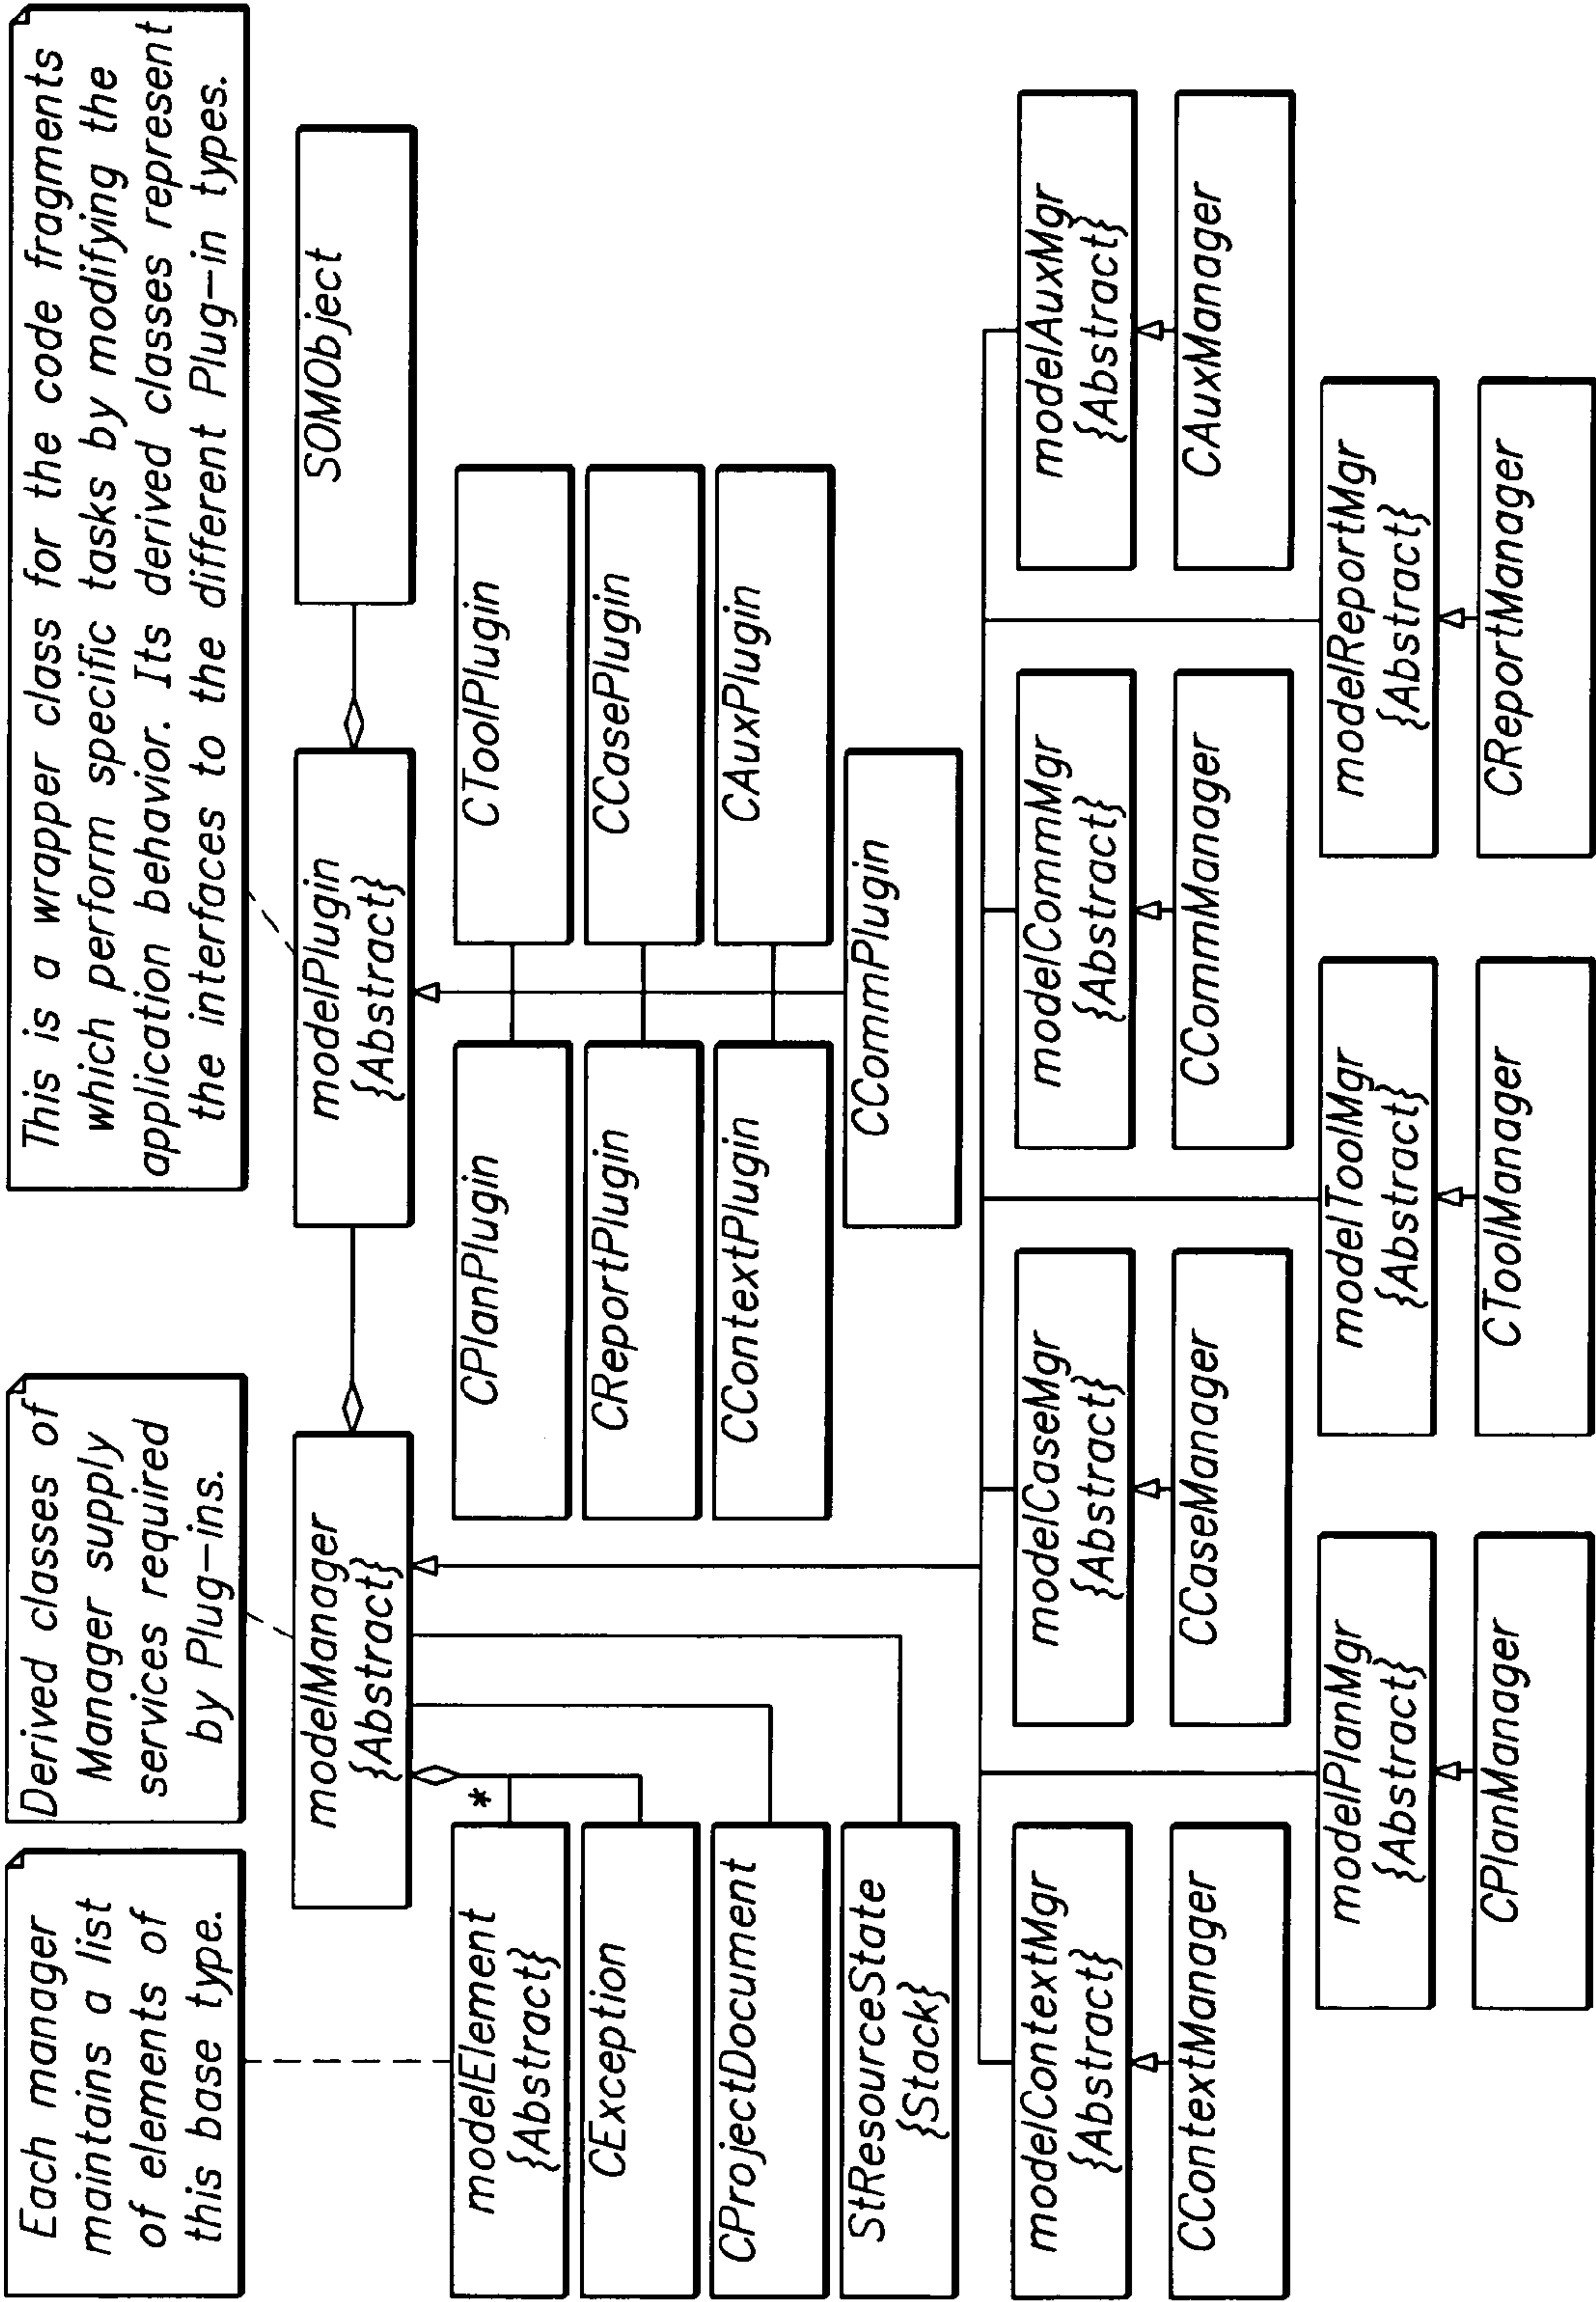 Each manager
maintains a list
of elements of
this base type.
Derived classes of
Manager supply
services required
by Plug-ins.
This is a wrapper class for the code fragments
which perform specific tasks by modifying the
application behavior. Its derived classes represent
the interfaces to the different Plug-in types.
modelManager
{Abstract}
modelPlugin
{Abstract}
SOMObject
*
modelElement
{Abstract}
CException
CProjectDocument
StResourceState
{Stack}
CPlanPlugin
CToolPlugin
CReportPlugin
CCasePlugin
CContextPlugin
CAuxPlugin
CCommPlugin
modelContextMgr
{Abstract}
CContextManager
modelCaseMgr
{Abstract}
CCaseManager
modelCommMgr
{Abstract}
CCommManager
modelAuxMgr
{Abstract}
CAuxManager
modelPlanMgr
{Abstract}
CPlanManager
modelToolMgr
{Abstract}
CToolManager
modelReportMgr
{Abstract}
CReportManager